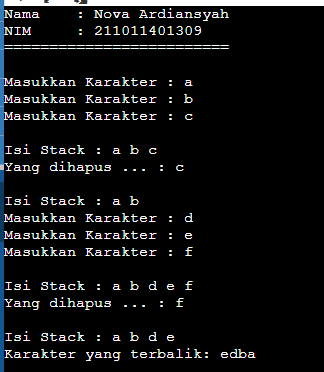 Nama    : Nova Ardiansyah
NIM     : 211011401309
=========================
Masukkan Karakter : a
Masukkan Karakter : b
Masukkan Karakter : c
Isi Stack : a b c
Yang dihapus ... : c
Isi Stack : a b
Masukkan Karakter : d
Masukkan Karakter : e
Masukkan Karakter : f
Isi Stack : a b d e f
Yang dihapus ... : f
Isi Stack : a b d e
Karakter yang terbalik: edba